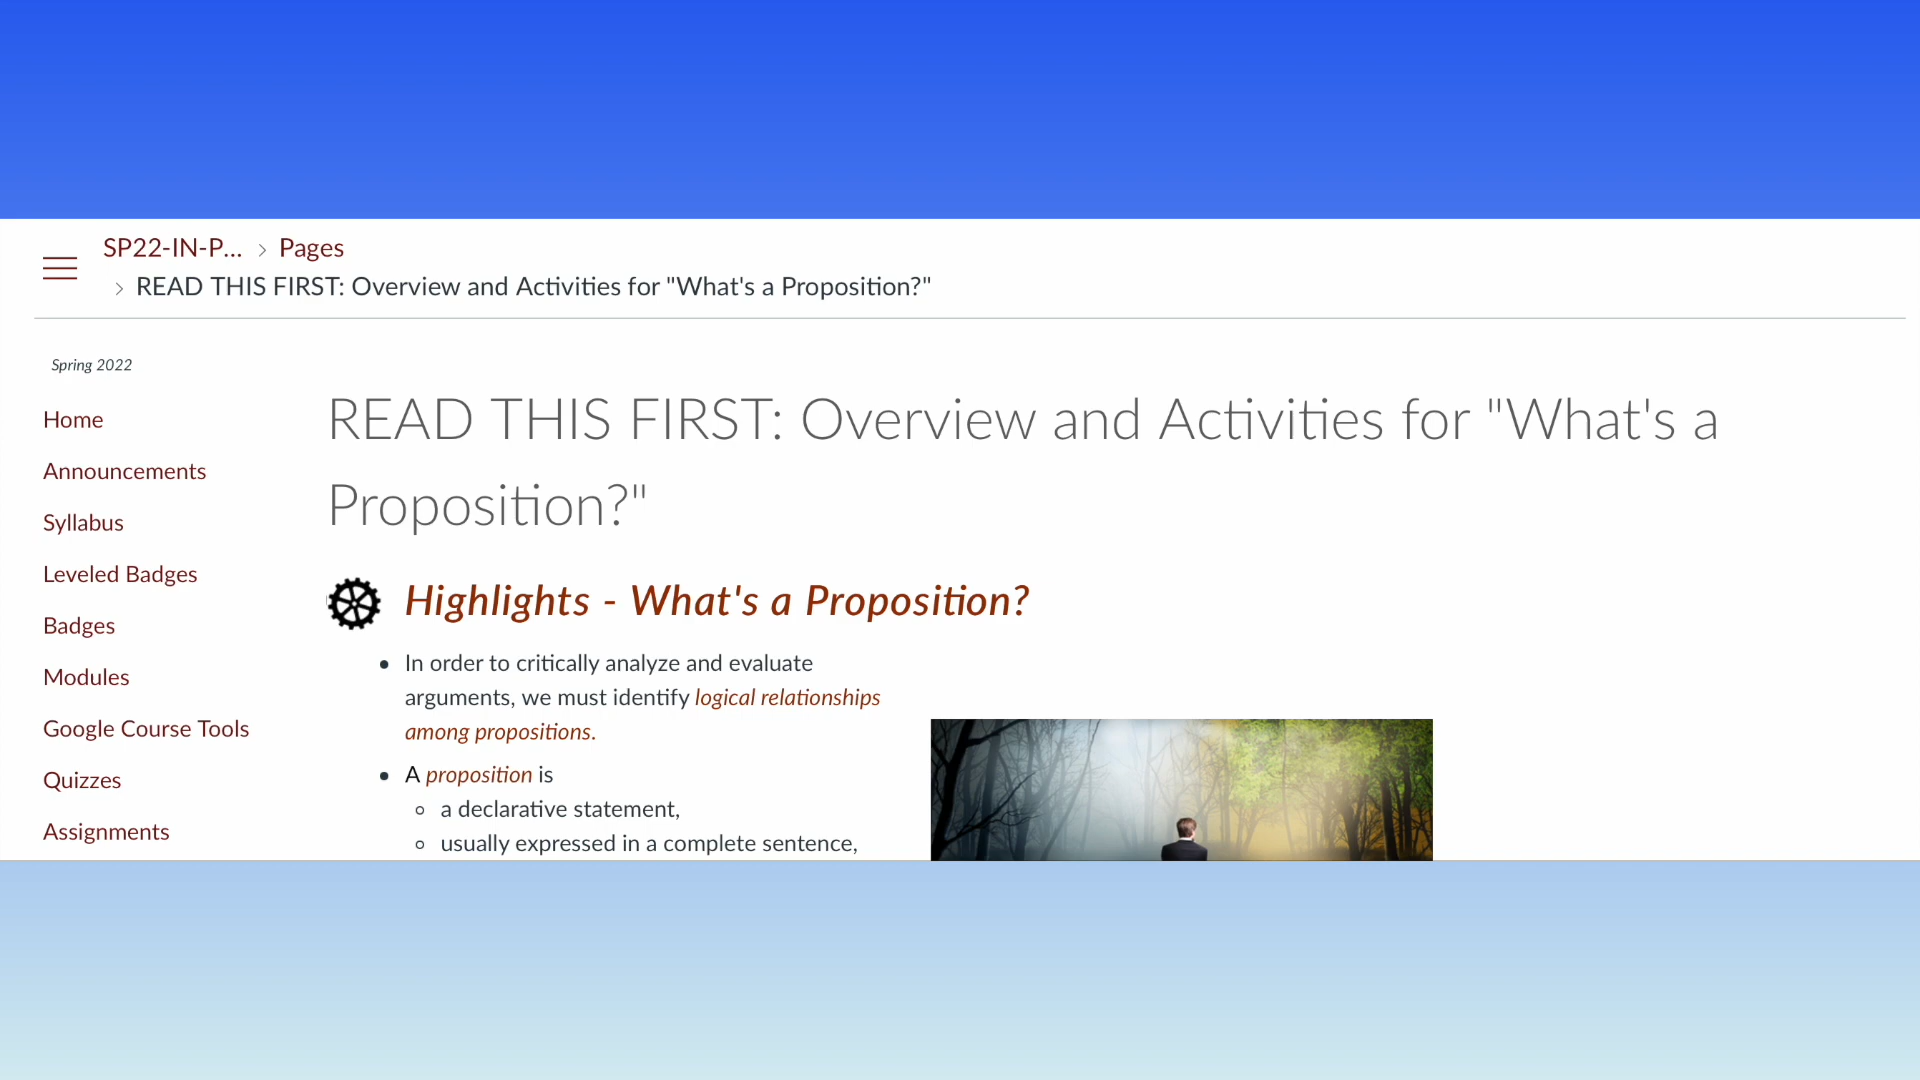 SP22-IN-P... > Pages
> READ THIS FIRST: Overview and Activities for "What's a Proposition?"
Spring 2022
Home
Announcements
Syllabus
Leveled Badges
Badges
Modules
Google Course Tools
Quizzes
Assignments
READ THIS FIRST: Overview and Activities for "What's a
Proposition?"
Highlights - What's a Proposition?
In order to critically analyze and evaluate
arguments, we must identify logical relationships
among propositions.
A proposition is
a declarative statement,
usually expressed in a complete sentence,